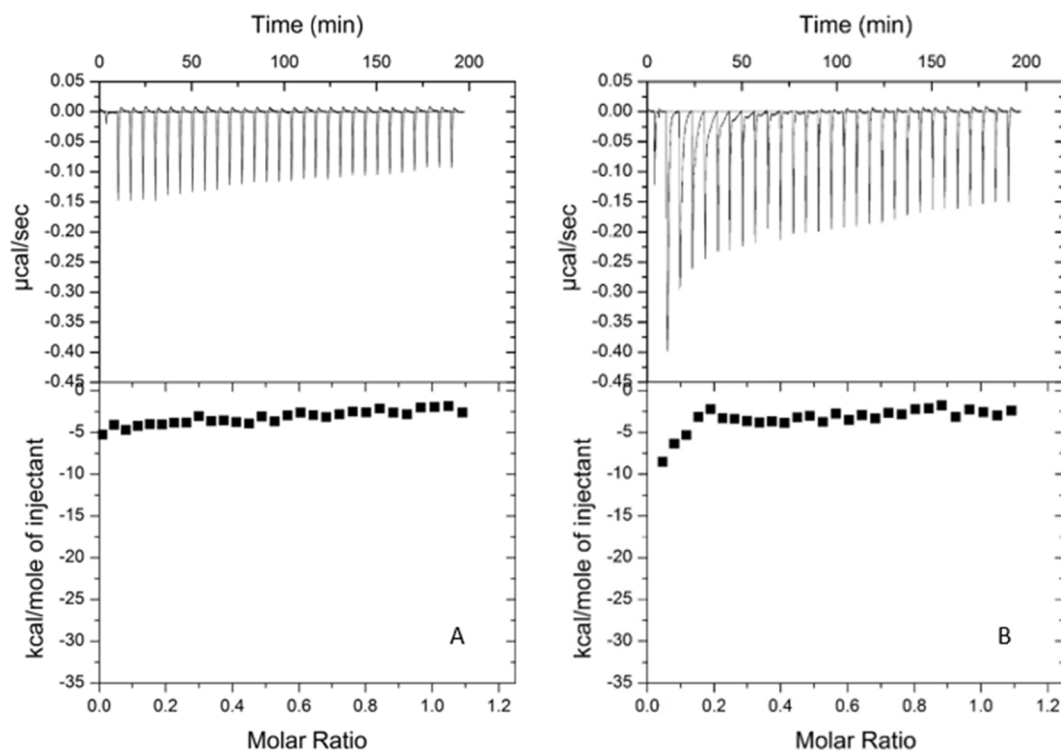 Time (min)
0 50 100 150 200
0.05
0.00
-0.05
-0.10
-0.15
-0.20
-0.25
-0.30
-0.35
-0.40
-0.45
µcal/sec
0
-5
-10
-15
-20
-25
-30
-35
kcal/mole of injectant
A
0.0 0.2 0.4 0.6 0.8 1.0 1.2
Molar Ratio
Time (min)
0 50 100 150 200
0.05
0.00
-0.05
-0.10
-0.15
-0.20
-0.25
-0.30
-0.35
-0.40
-0.45
µcal/sec
0
-5
-10
-15
-20
-25
-30
-35
kcal/mole of injectant
B
0.0 0.2 0.4 0.6 0.8 1.0 1.2
Molar Ratio